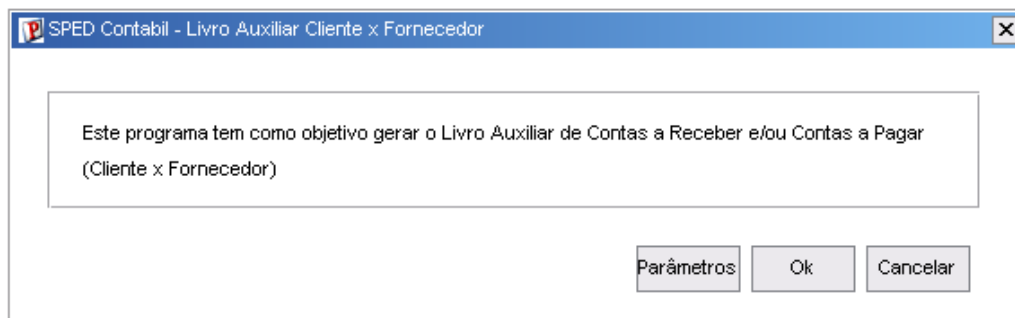 SPED Contabil - Livro Auxiliar Cliente x Fornecedor
Este programa tem como objetivo gerar o Livro Auxiliar de Contas a Receber e/ou Contas a Pagar
(Cliente x Fornecedor)
Parâmetros Ok Cancelar